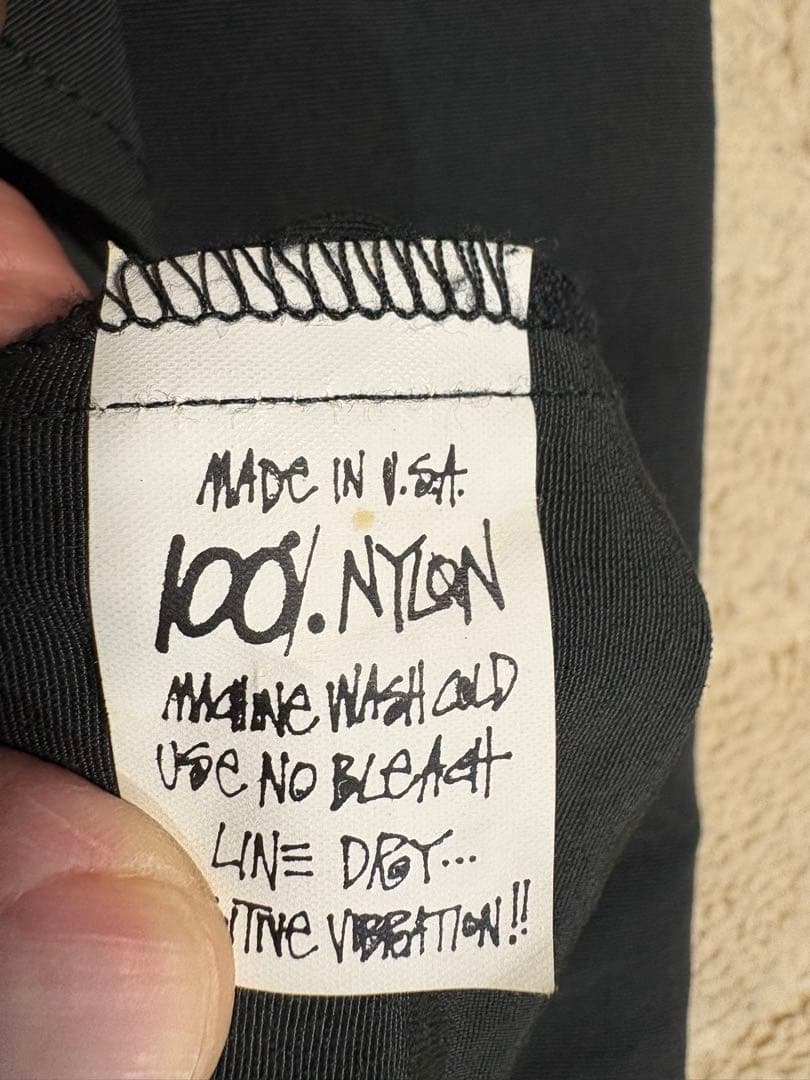 MADE IN U.S.A.
100%. NYLON
MACHINE WASH COLD
USE NO BLEACH
LINE DRY...
VIBRATION!!